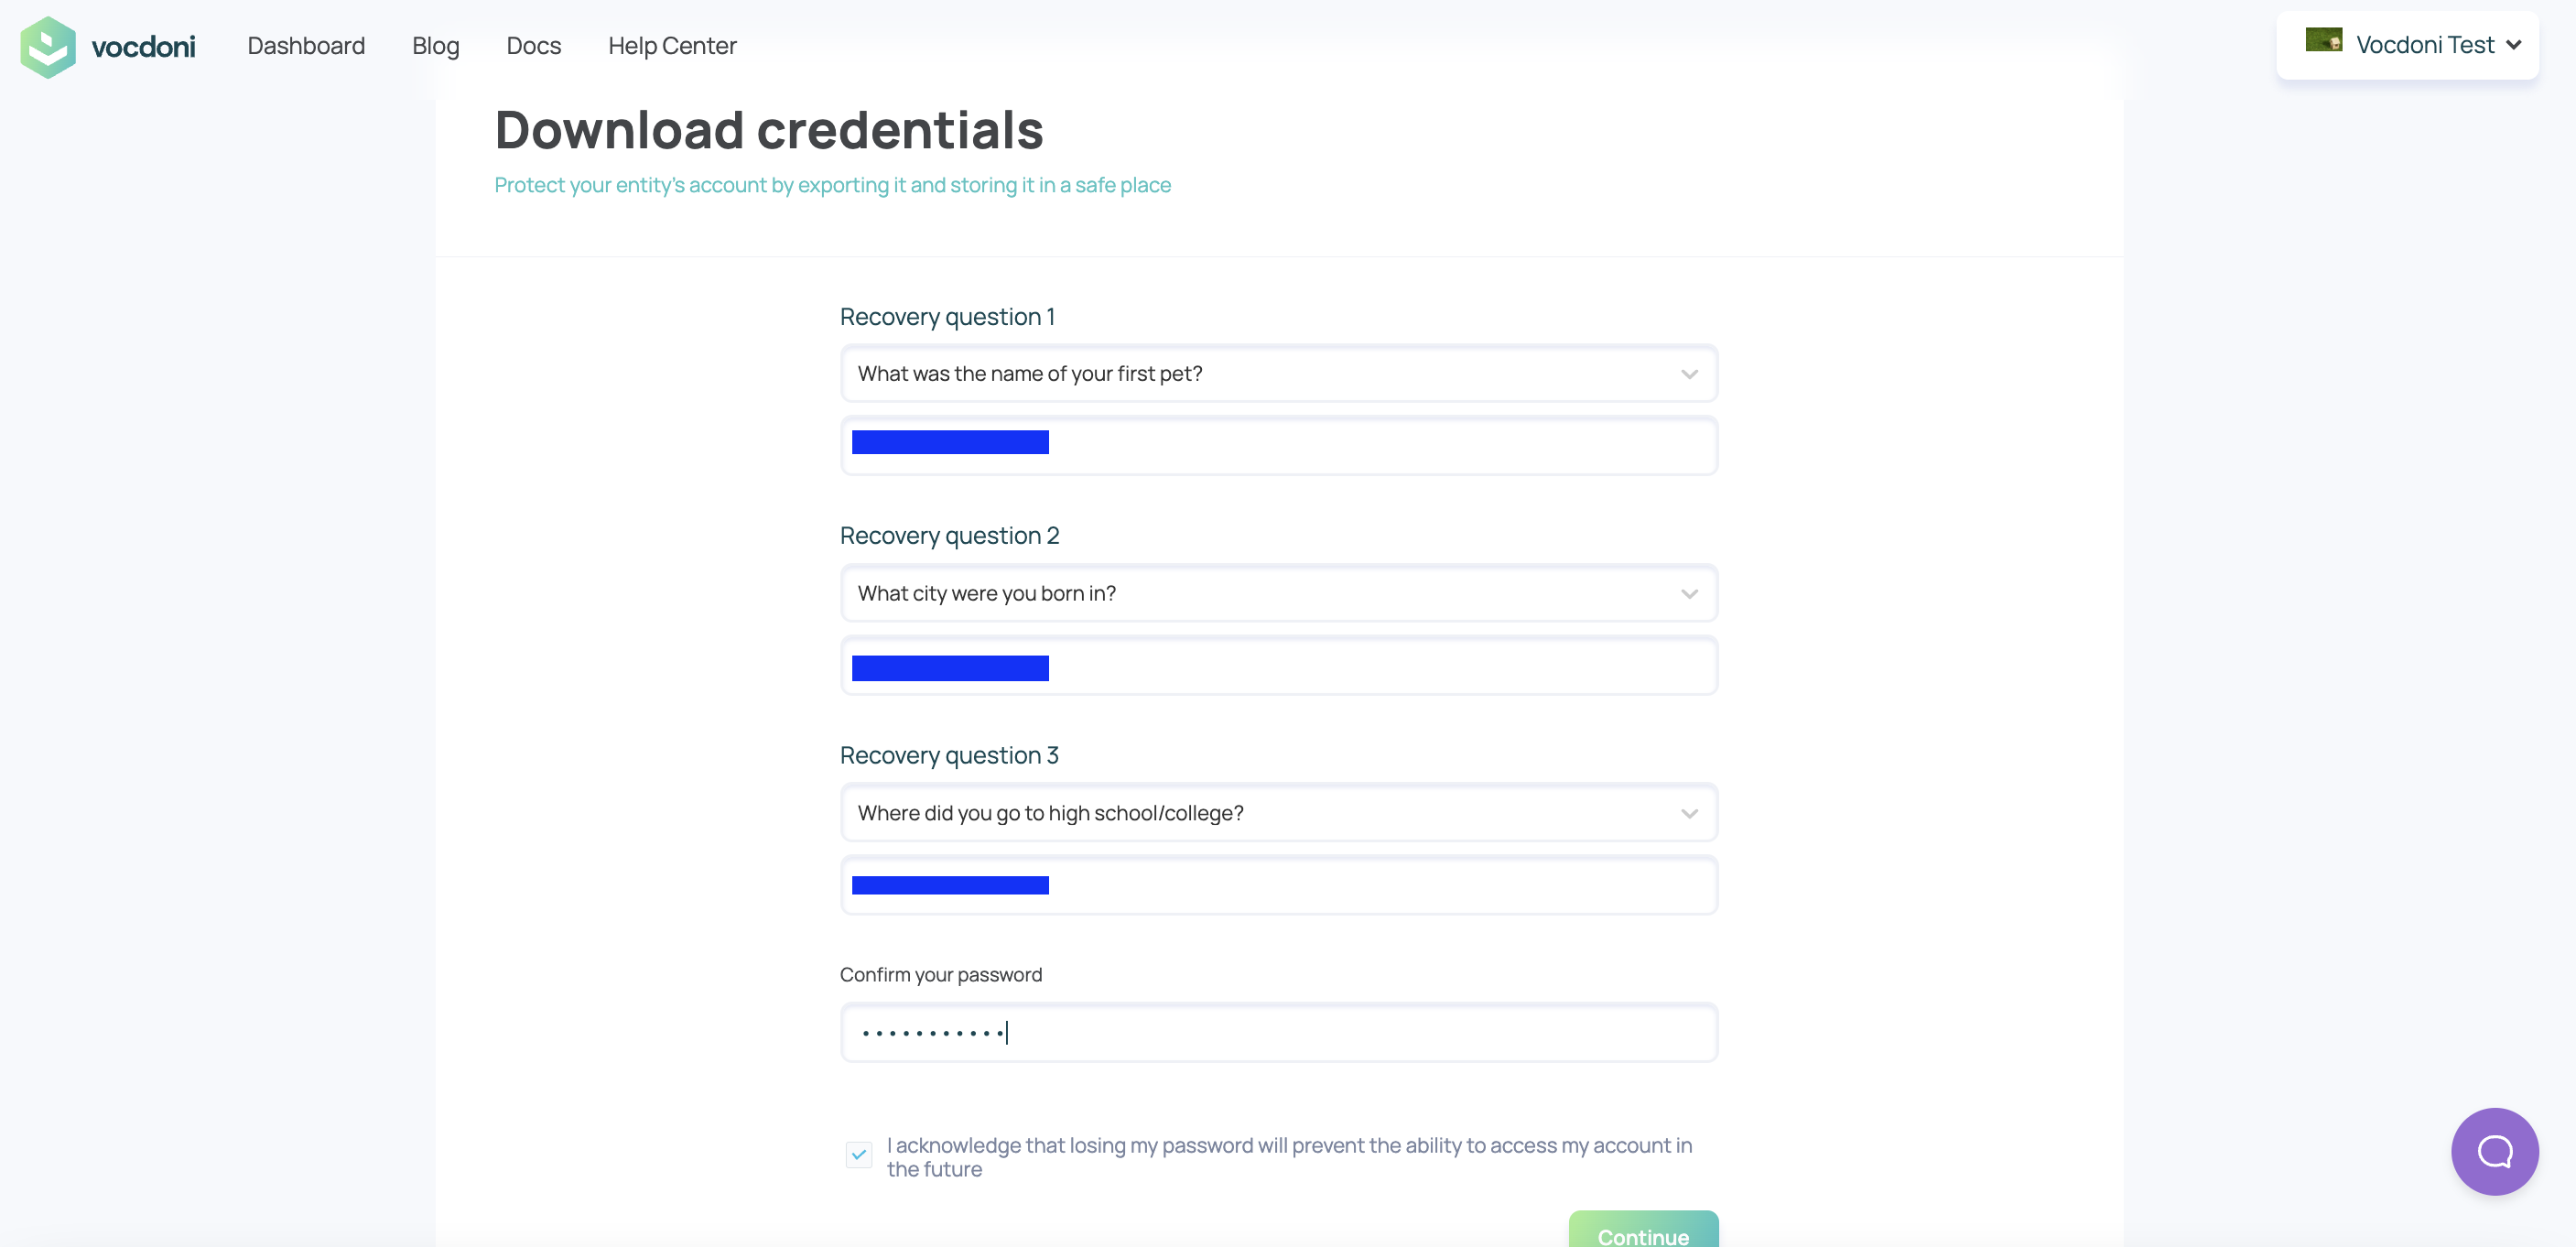 vocdoni Dashboard Blog Docs Help Center Vocdoni Test
Download credentials
Protect your entity's account by exporting it and storing it in a safe place
Recovery question 1
What was the name of your first pet?
Recovery question 2
What city were you born in?
Recovery question 3
Where did you go to high school/college?
Confirm your password
I acknowledge that losing my password will prevent the ability to access my account in
the future
Continue